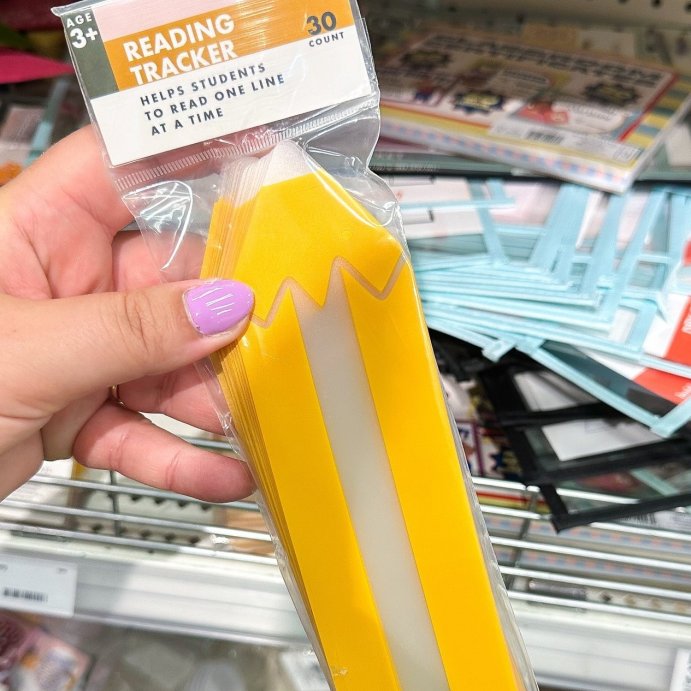 AGE
3+
READING
TRACKER
30
COUNT
HELPS STUDENTS
TO READ ONE LINE
AT A TIME